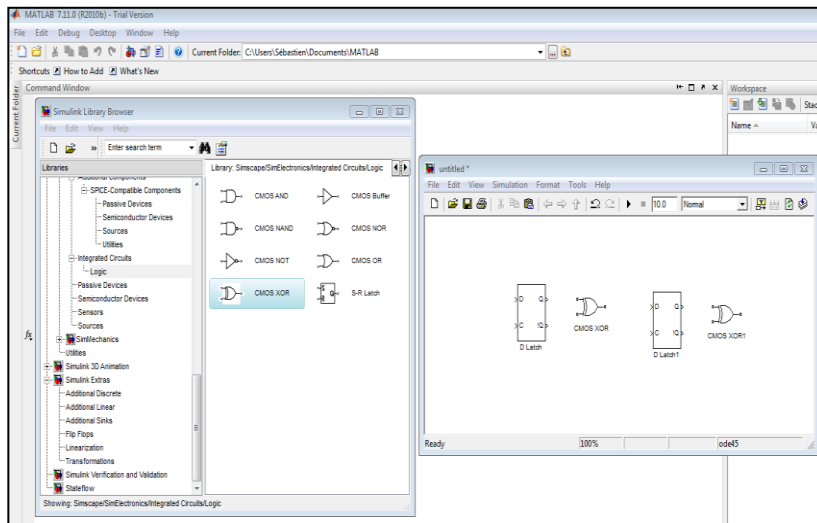 MATLAB 7.11.0 (R2010b) - Trial Version
File Edit Debug Desktop Window Help
Current Folder: C:\Users\Sébastien\Documents\MATLAB
Shortcuts How to Add What's New
Current Folder
Command Window
Workspace
Stac
Name
Va
fx
Simulink Library Browser
File Edit View Help
» Enter search term
Libraries
Library: Simscape/SimElectronics/Integrated Circuits/Logic
Additional Components
SPICE-Compatible Components
Passive Devices
Semiconductor Devices
Sources
Utilities
Integrated Circuits
Logic
Passive Devices
Semiconductor Devices
Sensors
Sources
SimMechanics
Utilities
Simulink 3D Animation
Simulink Extras
Additional Discrete
Additional Linear
Additional Sinks
Flip Flops
Linearization
Transformations
Simulink Verification and Validation
Stateflow
CMOS AND
CMOS Buffer
CMOS NAND
CMOS NOR
CMOS NOT
CMOS OR
CMOS XOR
S-R Latch
Showing: Simscape/SimElectronics/Integrated Circuits/Logic
untitled *
File Edit View Simulation Format Tools Help
10.0 Normal
D Q
C !Q
D Latch
CMOS XOR
D Q
C !Q
D Latch1
CMOS XOR1
Ready 100% ode45